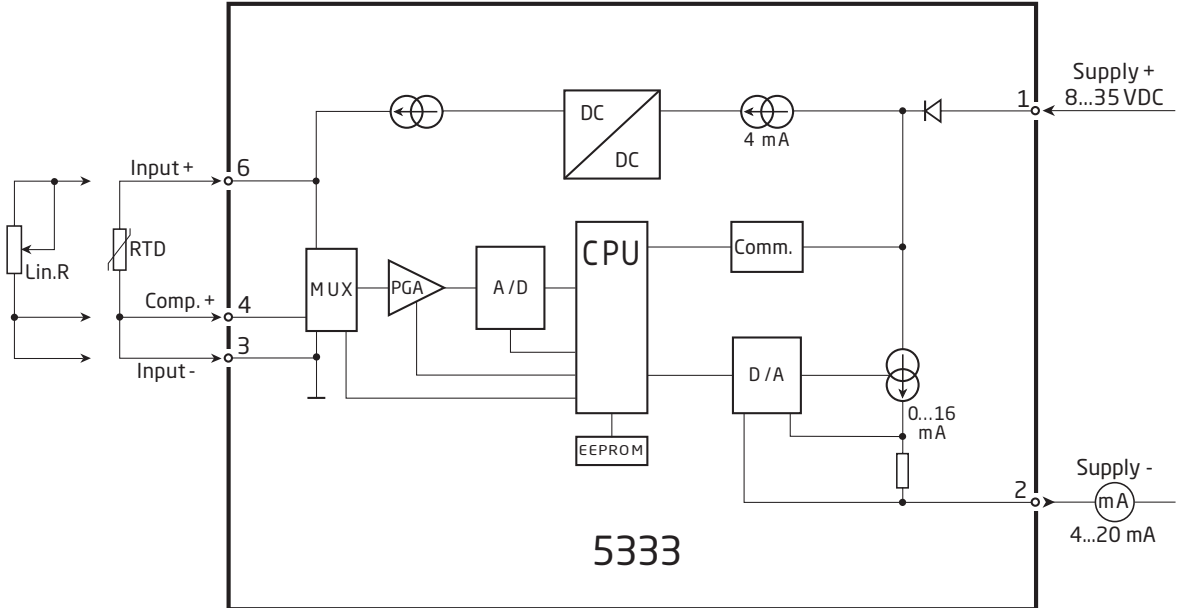 Supply +
8...35 VDC
1
DC
DC
4 mA
Input +
6
RTD
Lin.R
Comp. +
4
3
Input -
MUX
PGA
A/D
CPU
Comm.
D/A
0...16
mA
EEPROM
2
Supply -
mA
4...20 mA
5333